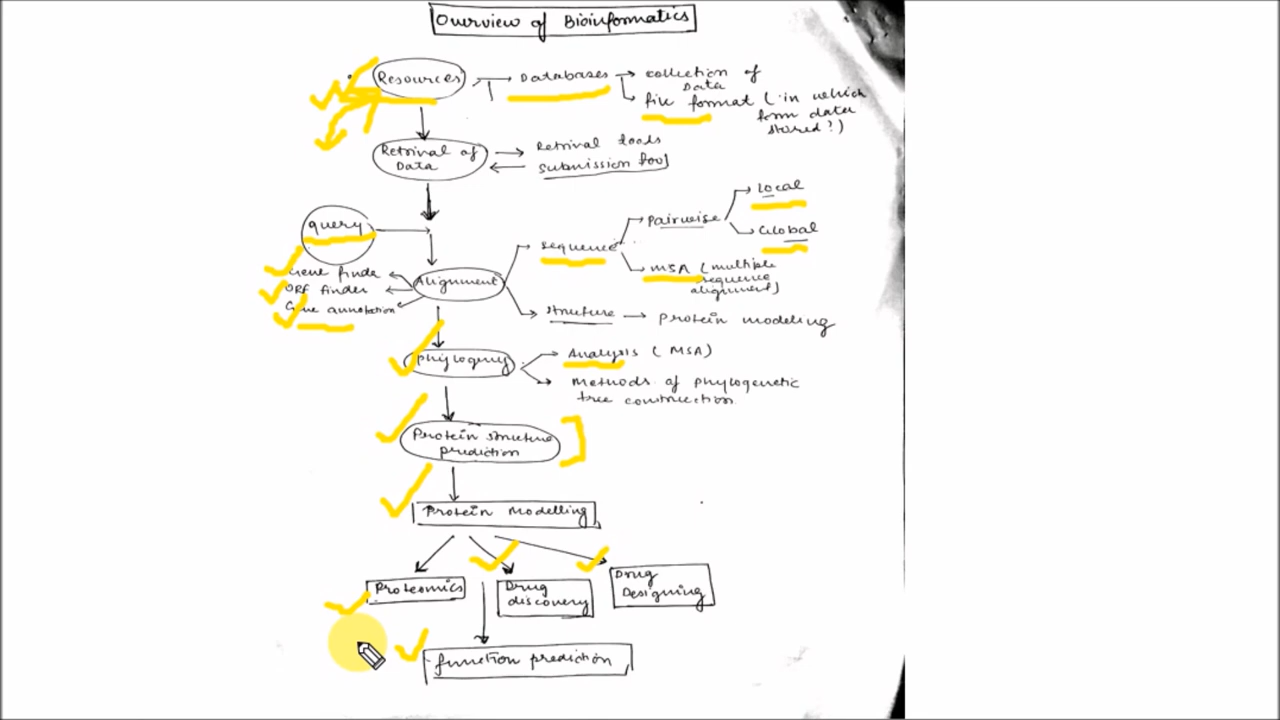 Overview of Bioinformatics
Resources
Databases
collection of
Data
file format (in which
form data
stored?)
Retrival of
Data
Retrival tools
Submission tool
query
Gene finder
ORF finder
Gene annotation
Alignment
Sequence
Pairwise
Local
Global
MSA (multiple
sequence
alignment)
Structure
Protein modeling
Phylogeny
Analysis (MSA)
Methods of Phylogenetic
tree construction.
Protein structure
prediction
Protein Modelling
Proteomics
Drug
discovery
Drug
Designing
function prediction